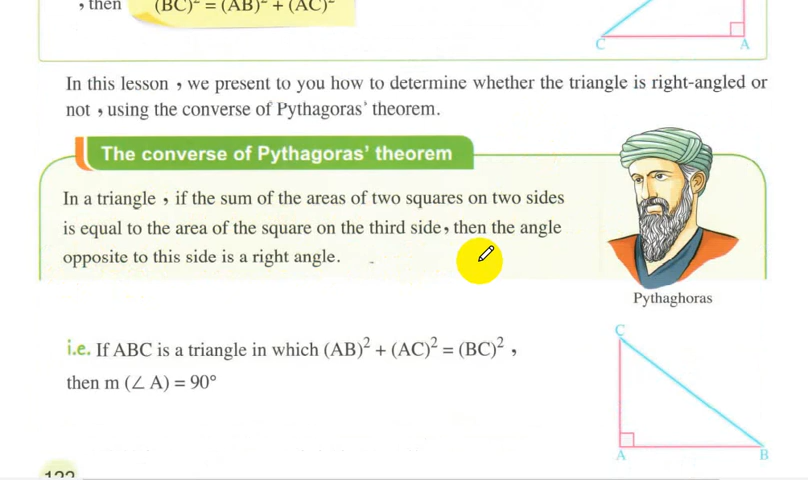 , then (BC)² = (AB)² + (AC)²
C
A
In this lesson , we present to you how to determine whether the triangle is right-angled or
not , using the converse of Pythagoras' theorem.
The converse of Pythagoras' theorem
In a triangle , if the sum of the areas of two squares on two sides
is equal to the area of the square on the third side, then the angle
opposite to this side is a right angle.
Pythaghoras
i.e. If ABC is a triangle in which (AB)² + (AC)² = (BC)² ,
then m (∠ A) = 90°
C
A
B